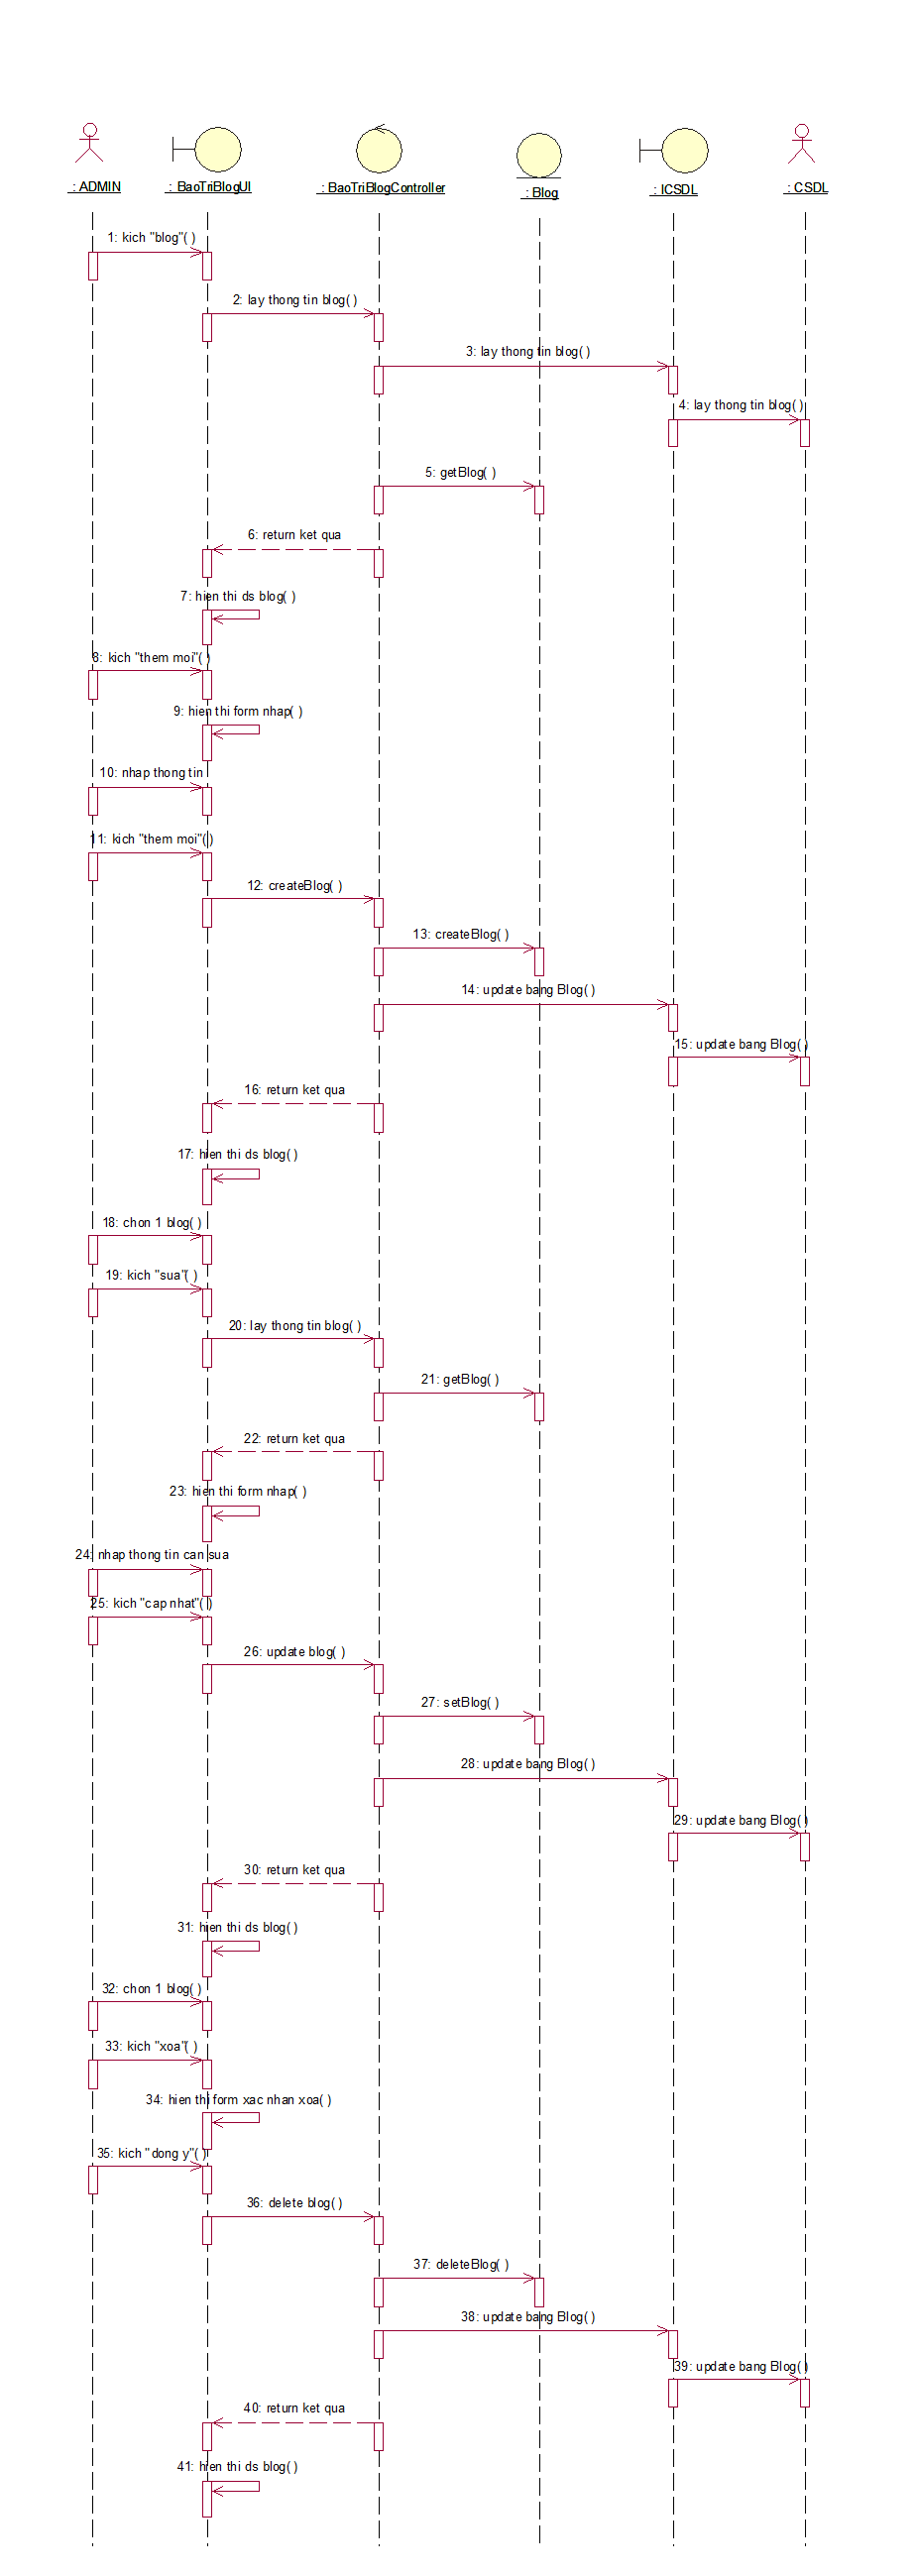 : ADMIN
: BaoTriBlogUI
: BaoTriBlogController
: Blog
: ICSDL
: CSDL
1: kich "blog"( )
2: lay thong tin blog( )
3: lay thong tin blog( )
4: lay thong tin blog( )
5: getBlog( )
6: return ket qua
7: hien thi ds blog( )
8: kich "them moi"( )
9: hien thi form nhap( )
10: nhap thong tin
11: kich "them moi"( )
12: createBlog( )
13: createBlog( )
14: update bang Blog( )
15: update bang Blog( )
16: return ket qua
17: hien thi ds blog( )
18: chon 1 blog( )
19: kich "sua"( )
20: lay thong tin blog( )
21: getBlog( )
22: return ket qua
23: hien thi form nhap( )
24: nhap thong tin can sua
25: kich "cap nhat"( )
26: update blog( )
27: setBlog( )
28: update bang Blog( )
29: update bang Blog( )
30: return ket qua
31: hien thi ds blog( )
32: chon 1 blog( )
33: kich "xoa"( )
34: hien thi form xac nhan xoa( )
35: kich "dong y"( )
36: delete blog( )
37: deleteBlog( )
38: update bang Blog( )
39: update bang Blog( )
40: return ket qua
41: hien thi ds blog( )